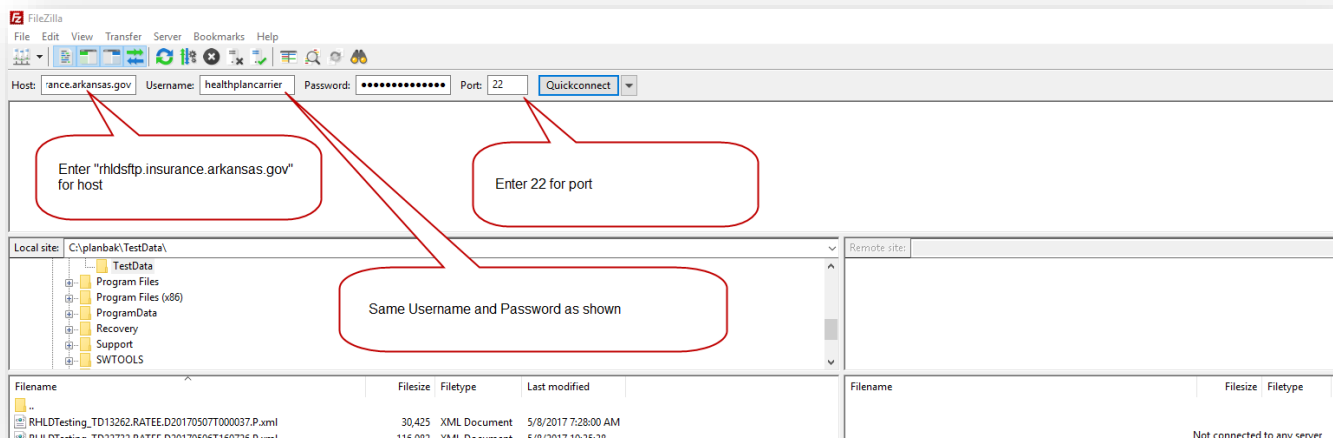 FileZilla
File Edit View Transfer Server Bookmarks Help
Host: rance.arkansas.gov Username: healthplancarrier Password: ●●●●●●●●●●●●●● Port: 22 Quickconnect
Enter "rhldsftp.insurance.arkansas.gov"
for host
Enter 22 for port
Local site: C:\planbak\TestData\
Remote site:
TestData
Program Files
Program Files (x86)
ProgramData
Recovery
Support
SWTOOLS
Same Username and Password as shown
Filename Filesize Filetype Last modified
Filename Filesize Filetype
..
RHLDTesting_TD13262.RATEE.D20170507T000037.P.xml 30,425 XML Document 5/8/2017 7:28:00 AM
Not connected to any server